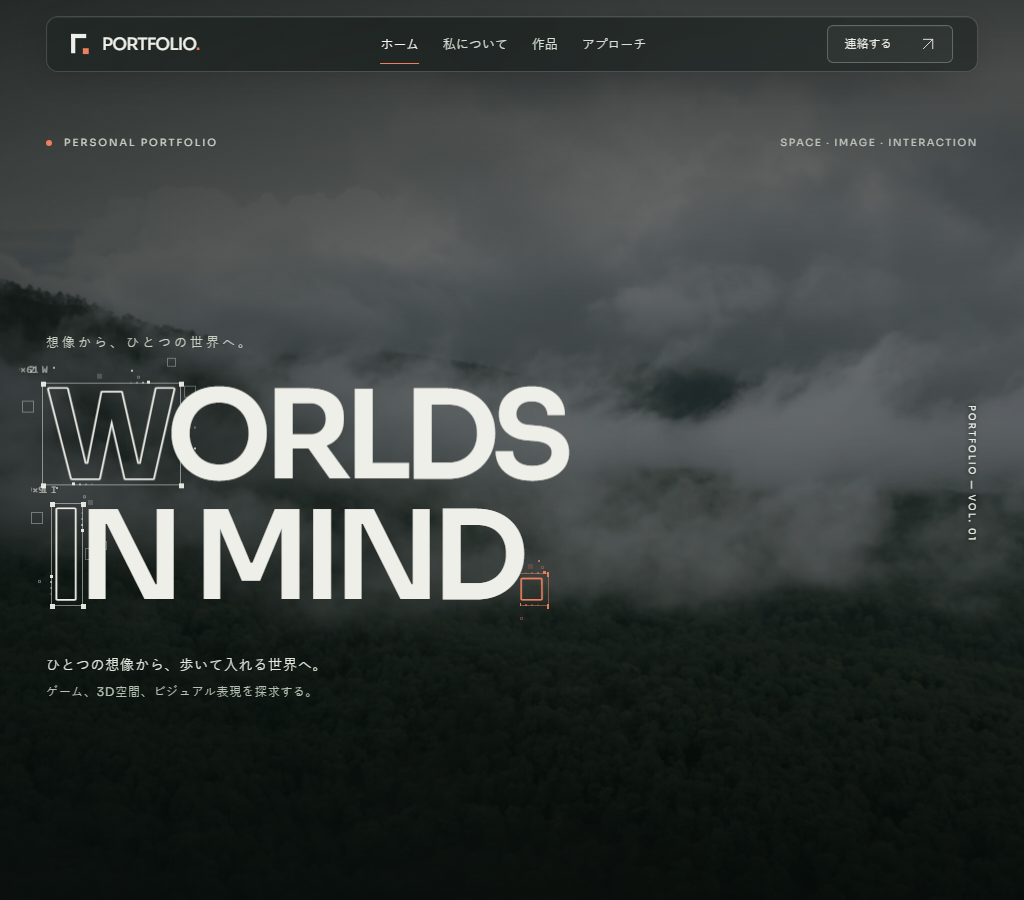 PORTFOLIO.
ホーム 私について 作品 アプローチ
連絡する
PERSONAL PORTFOLIO
SPACE · IMAGE · INTERACTION
想像から、ひとつの世界へ。
WORLDS
IN MIND.
PORTFOLIO — VOL. 01
ひとつの想像から、歩いて入れる世界へ。
ゲーム、3D空間、ビジュアル表現を探求する。